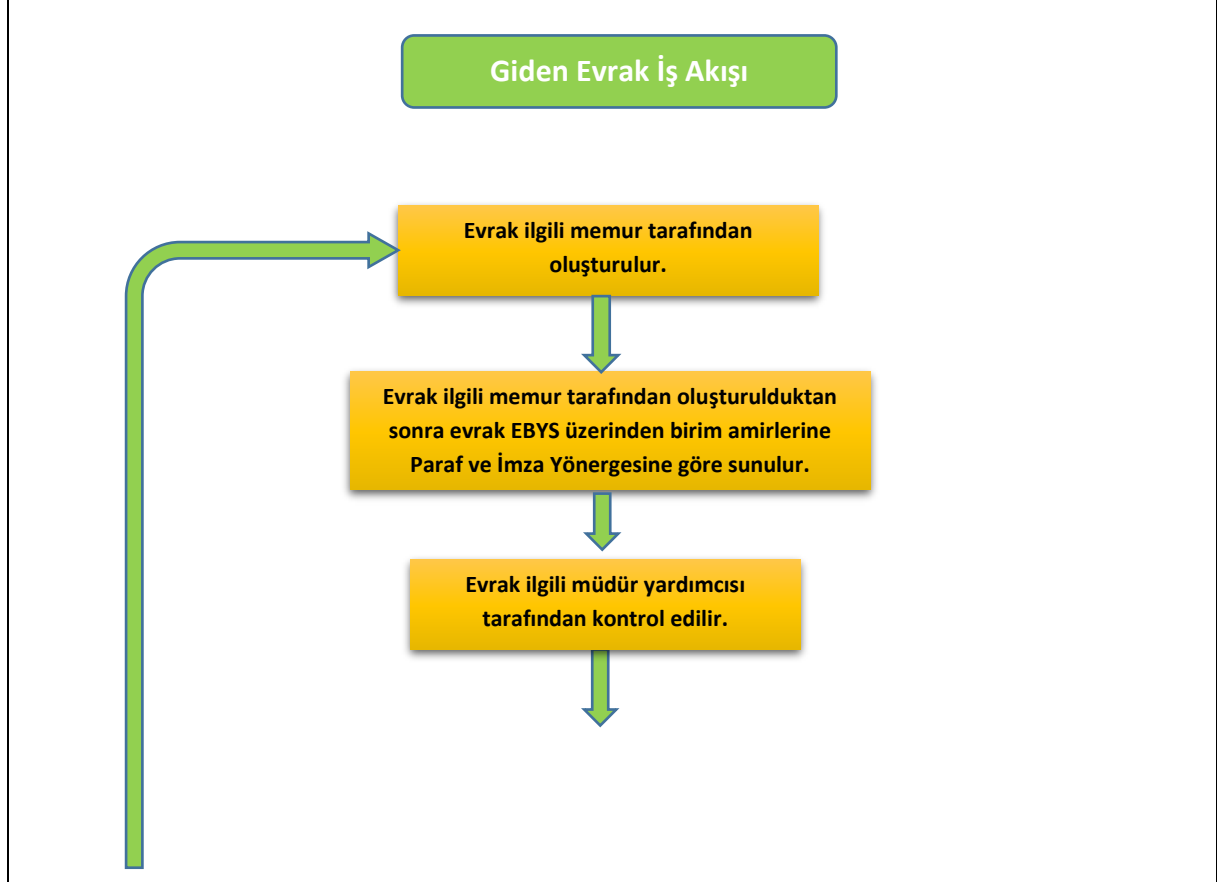 Giden Evrak İş Akışı
Evrak ilgili memur tarafından
oluşturulur.
Evrak ilgili memur tarafından oluşturulduktan
sonra evrak EBYS üzerinden birim amirlerine
Paraf ve İmza Yönergesine göre sunulur.
Evrak ilgili müdür yardımcısı
tarafından kontrol edilir.